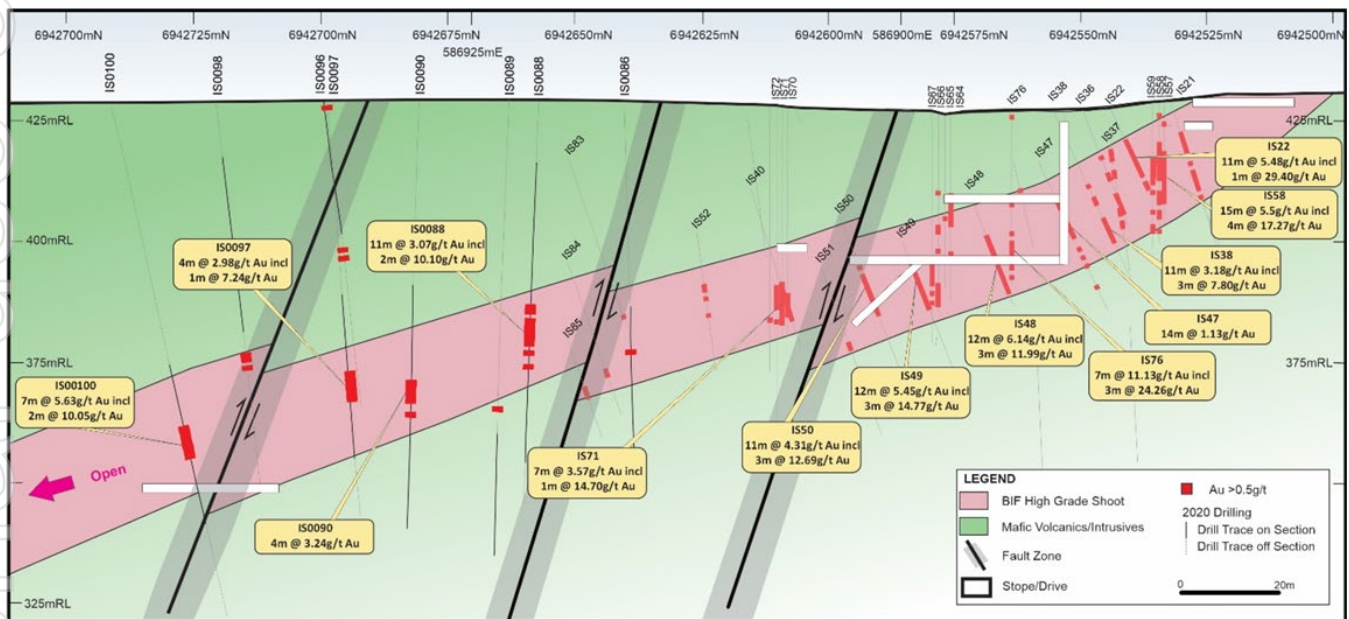 6942700mN
6942725mN
6942700mN
6942675mN
586925mE
6942650mN
6942625mN
6942600mN
586900mE
6942575mN
6942550mN
6942525mN
6942500mN
IS0100
IS0098
IS0096
IS0097
IS0090
IS0089
IS0088
IS0086
IS72
IS71
IS70
IS67
IS66
IS65
IS64
IS76
IS38
IS36
IS22
IS59
IS58
IS57
IS21
425mRL
425mRL
IS83
IS47
IS37
IS40
IS48
IS52
IS50
IS49
IS84
IS51
IS85
IS22
11m @ 5.48g/t Au incl
1m @ 29.40g/t Au
IS58
15m @ 5.5g/t Au incl
4m @ 17.27g/t Au
400mRL
400mRL
IS0097
4m @ 2.98g/t Au incl
1m @ 7.24g/t Au
IS0088
11m @ 3.07g/t Au incl
2m @ 10.10g/t Au
IS38
11m @ 3.18g/t Au incl
3m @ 7.80g/t Au
IS47
14m @ 1.13g/t Au
IS48
12m @ 6.14g/t Au incl
3m @ 11.99g/t Au
IS76
7m @ 11.13g/t Au incl
3m @ 24.26g/t Au
375mRL
375mRL
IS00100
7m @ 5.63g/t Au incl
2m @ 10.05g/t Au
IS49
12m @ 5.45g/t Au incl
3m @ 14.77g/t Au
IS50
11m @ 4.31g/t Au incl
3m @ 12.69g/t Au
IS71
7m @ 3.57g/t Au incl
1m @ 14.70g/t Au
Open
IS0090
4m @ 3.24g/t Au
325mRL
LEGEND
BIF High Grade Shoot
Mafic Volcanics/Intrusives
Fault Zone
Stope/Drive
Au >0.5g/t
2020 Drilling
Drill Trace on Section
Drill Trace off Section
0 20m